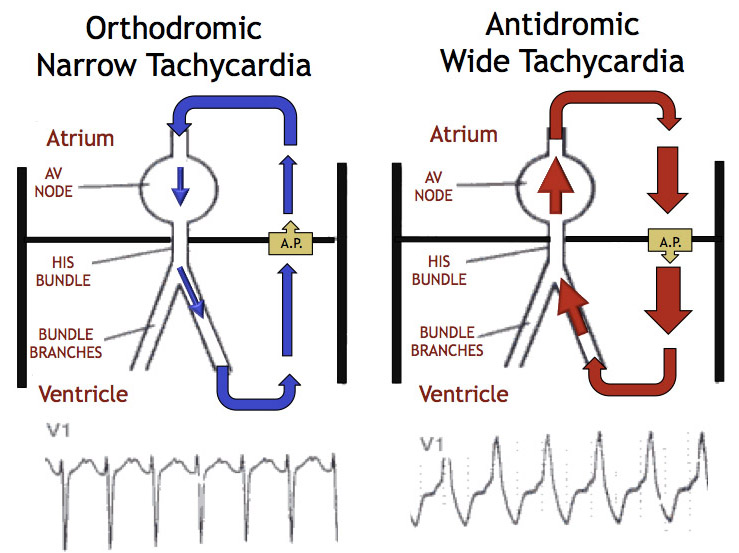 Orthodromic
Narrow Tachycardia
Atrium
AV
NODE
A.P.
HIS
BUNDLE
BUNDLE
BRANCHES
Ventricle
V1
Antidromic
Wide Tachycardia
Atrium
AV
NODE
A.P.
HIS
BUNDLE
BUNDLE
BRANCHES
Ventricle
V1